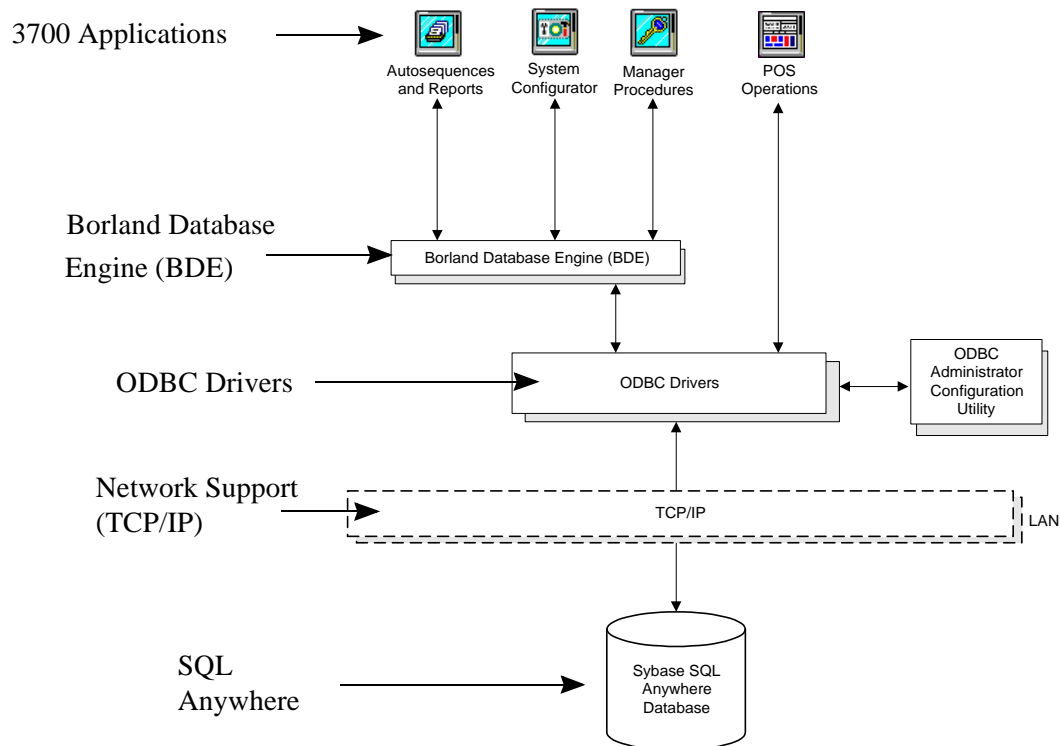 3700 Applications
Autosequences
and Reports
System
Configurator
Manager
Procedures
POS
Operations
Borland Database
Engine (BDE)
Borland Database Engine (BDE)
ODBC Drivers
ODBC Drivers
ODBC
Administrator
Configuration
Utility
Network Support
(TCP/IP)
TCP/IP
LAN
SQL
Anywhere
Sybase SQL
Anywhere
Database